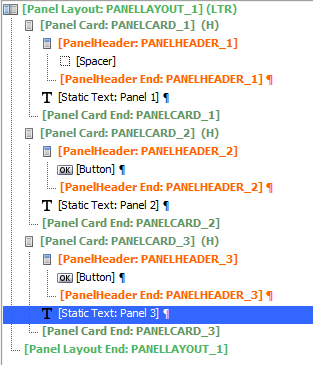 [Panel Layout: PANELLAYOUT_1] (LTR)
[Panel Card: PANELCARD_1] (H)
[PanelHeader: PANELHEADER_1]
[Spacer]
[PanelHeader End: PANELHEADER_1] ¶
T [Static Text: Panel 1] ¶
[Panel Card End: PANELCARD_1]
[Panel Card: PANELCARD_2] (H)
[PanelHeader: PANELHEADER_2]
OK [Button] ¶
[PanelHeader End: PANELHEADER_2] ¶
T [Static Text: Panel 2] ¶
[Panel Card End: PANELCARD_2]
[Panel Card: PANELCARD_3] (H)
[PanelHeader: PANELHEADER_3]
OK [Button] ¶
[PanelHeader End: PANELHEADER_3] ¶
T [Static Text: Panel 3] ¶
[Panel Card End: PANELCARD_3]
[Panel Layout End: PANELLAYOUT_1]